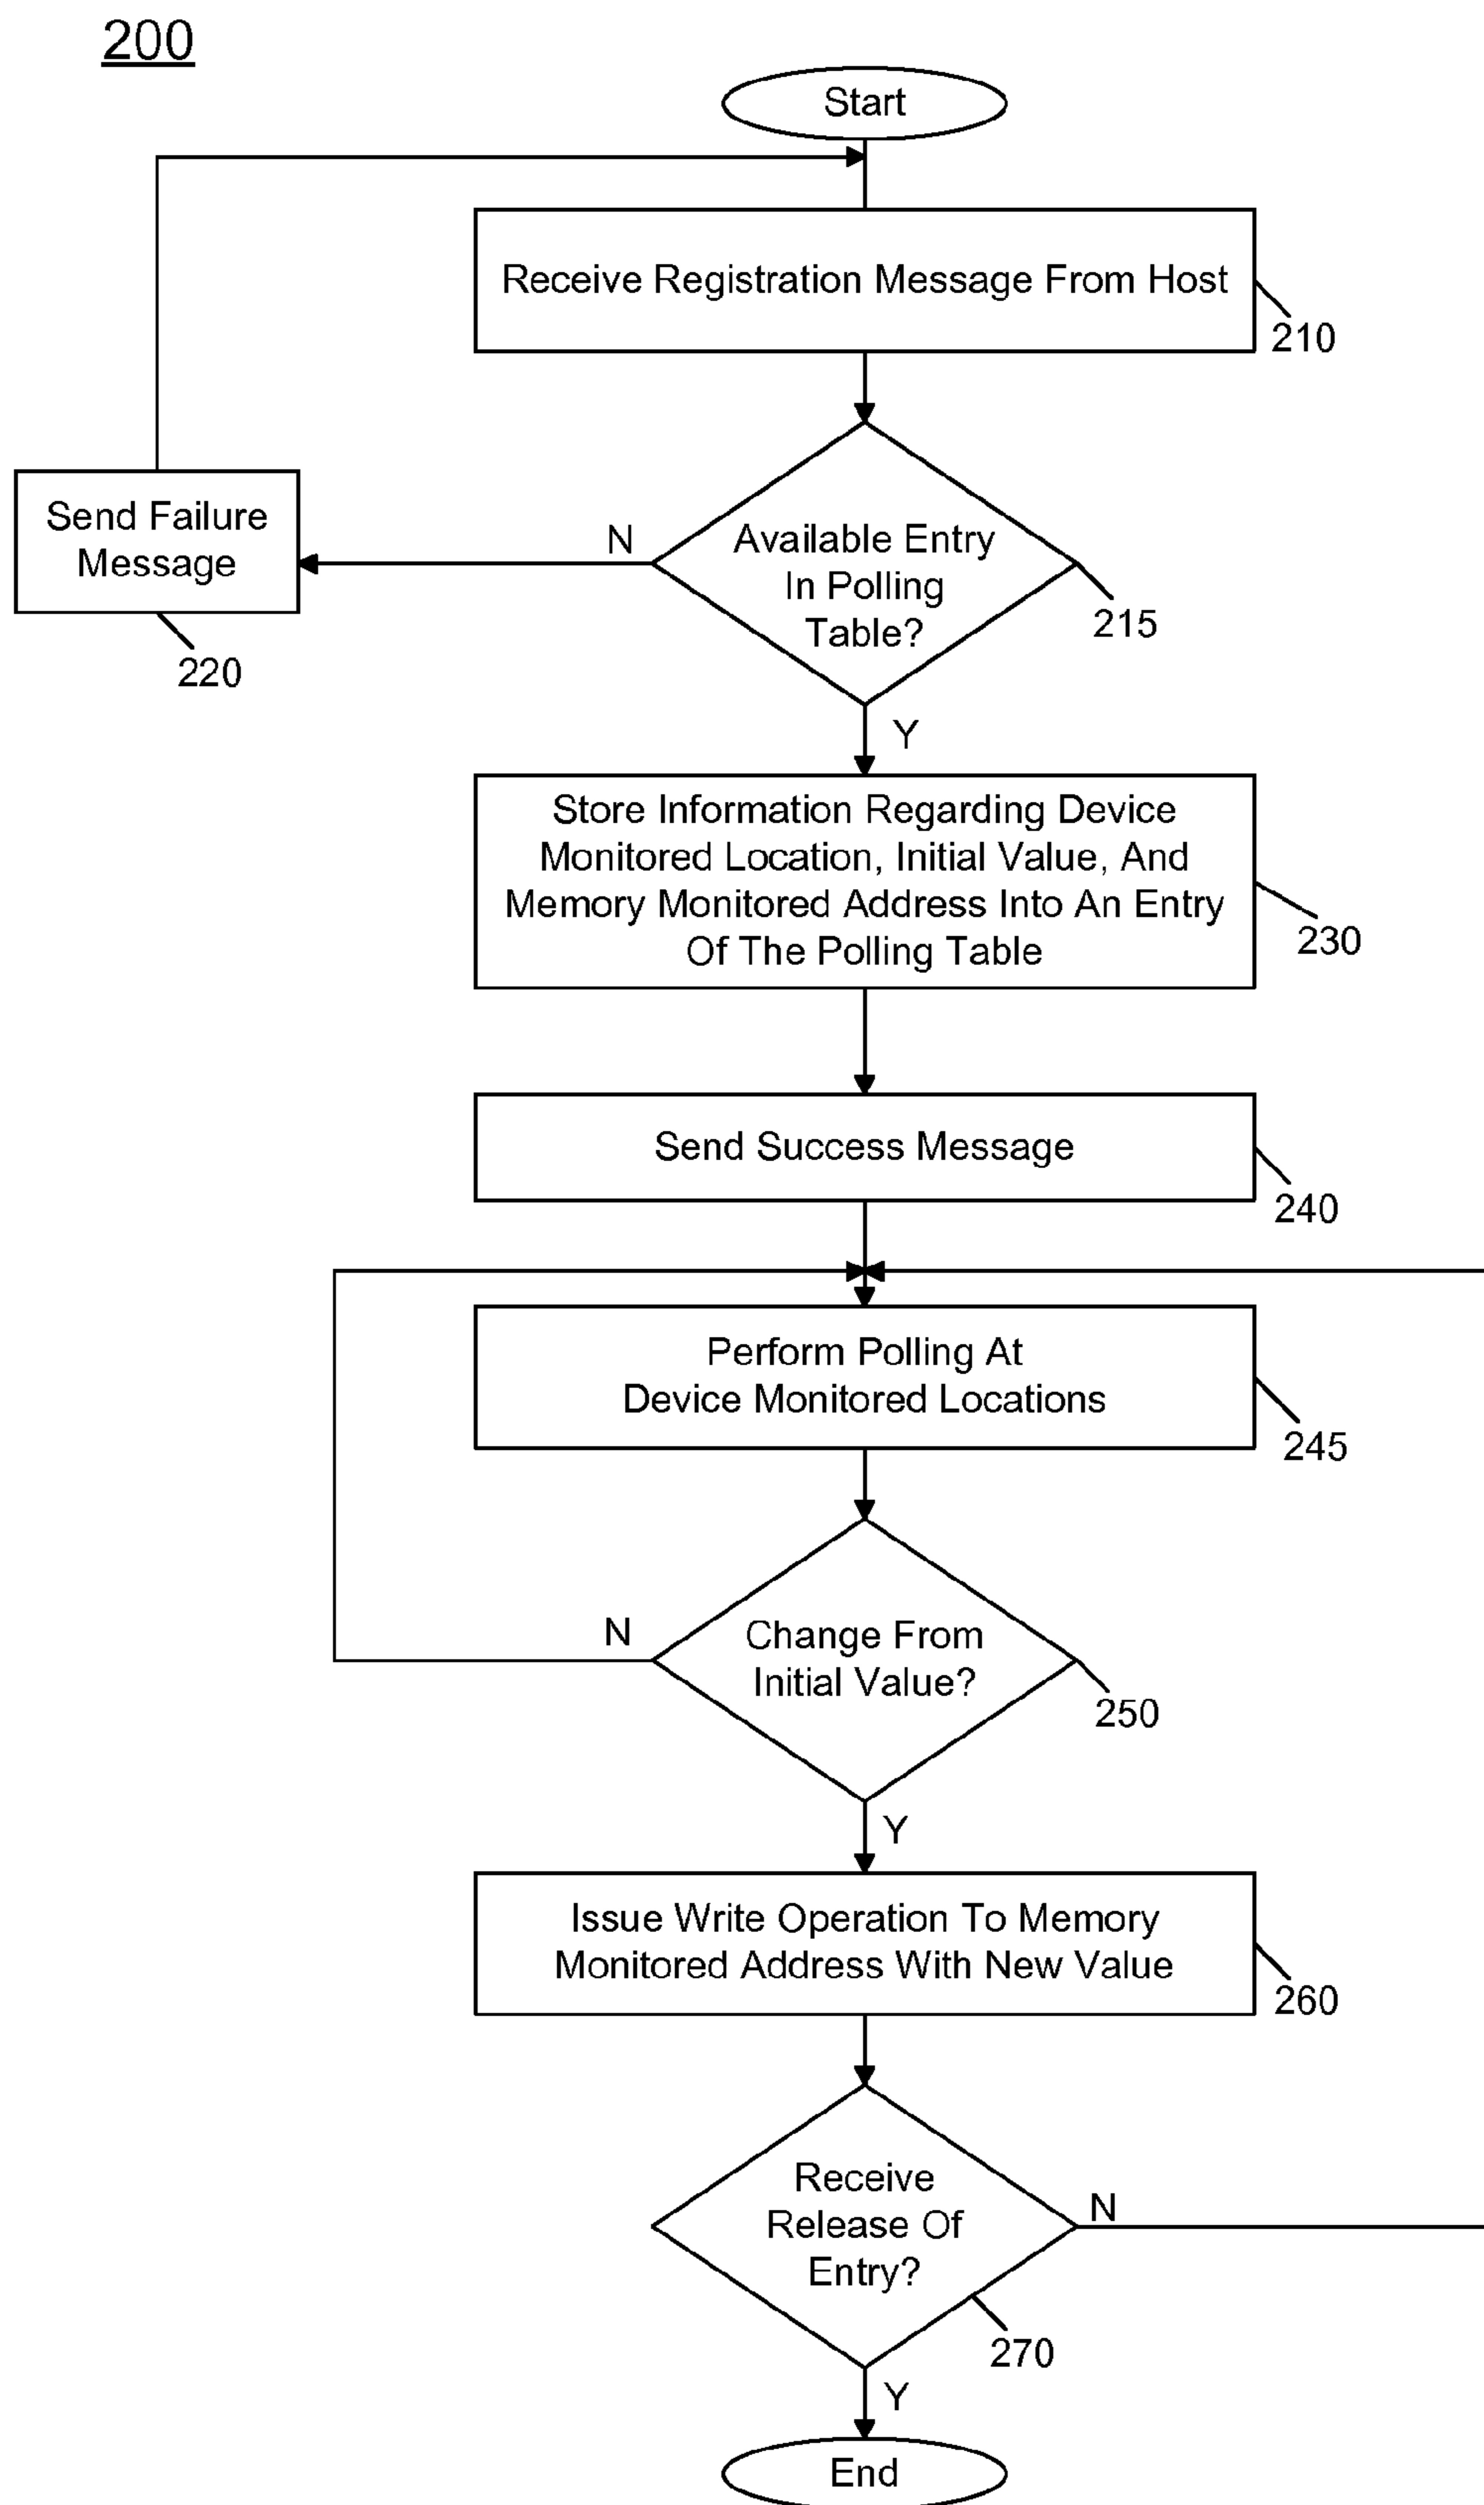 200
Start
Receive Registration Message From Host
210
Send Failure
Message
220
N
Available Entry
In Polling
Table?
215
Y
Store Information Regarding Device
Monitored Location, Initial Value, And
Memory Monitored Address Into An Entry
Of The Polling Table
230
Send Success Message
240
Perform Polling At
Device Monitored Locations
245
N
Change From
Initial Value?
250
Y
Issue Write Operation To Memory
Monitored Address With New Value
260
Receive
Release Of
Entry?
N
270
Y
End